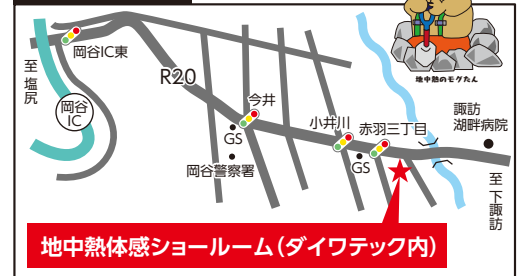 地中熱のモグたん
岡谷IC東
至塩尻
岡谷
IC
R20
今井
GS
岡谷警察署
小井川
赤羽三丁目
GS
諏訪
湖畔病院
至下諏訪
地中熱体感ショールーム（ダイワテック内）